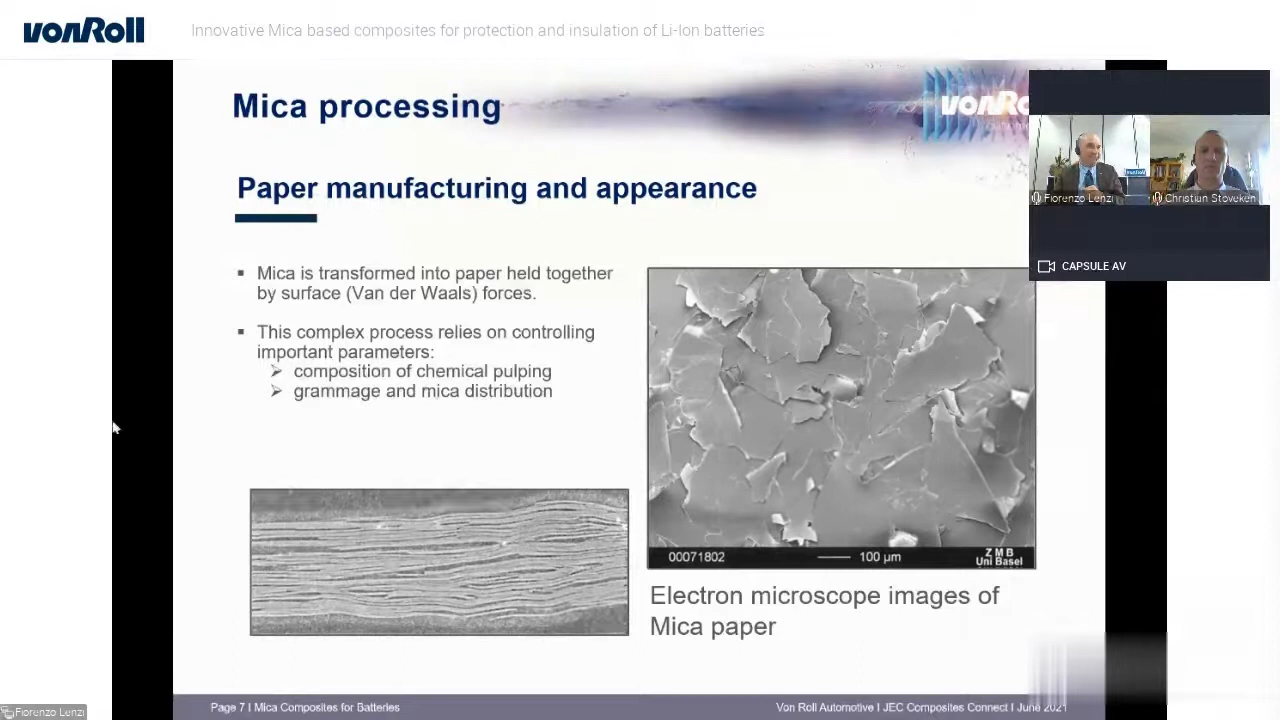 vonRoll
Innovative Mica based composites for protection and insulation of Li-Ion batteries
Mica processing
vonRo
Paper manufacturing and appearance
Fiorenzo Lenzi
Christian Stoveken
CAPSULE AV
Mica is transformed into paper held together
by surface (Van der Waals) forces.
This complex process relies on controlling
important parameters:
composition of chemical pulping
grammage and mica distribution
00071802
100 µm
ZMB
Uni Basel
Electron microscope images of
Mica paper
Page 7 I Mica Composites for Batteries
Von Roll Automotive I JEC Composites Connect I June 2021
Fiorenzo Lenzi